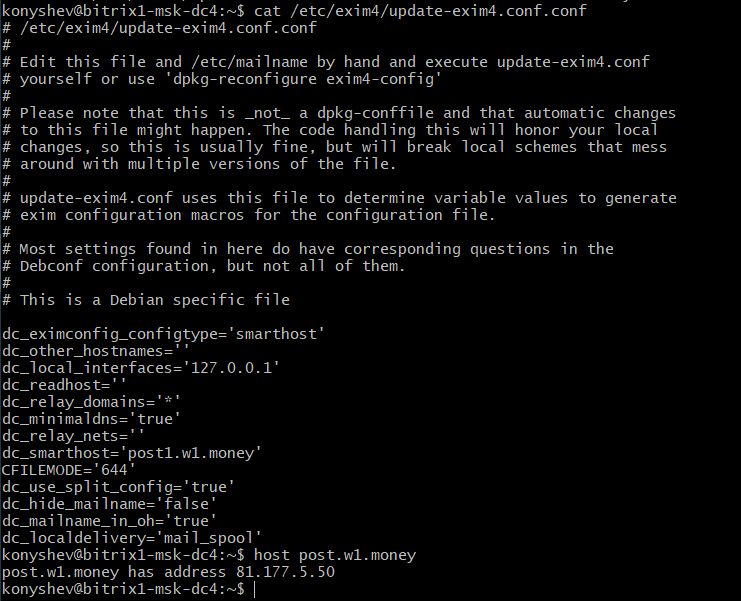 konyshev@bitrix1-msk-dc4:~$ cat /etc/exim4/update-exim4.conf.conf
# /etc/exim4/update-exim4.conf.conf
#
# Edit this file and /etc/mailname by hand and execute update-exim4.conf
# yourself or use 'dpkg-reconfigure exim4-config'
#
# Please note that this is _not_ a dpkg-conffile and that automatic changes
# to this file might happen. The code handling this will honor your local
# changes, so this is usually fine, but will break local schemes that mess
# around with multiple versions of the file.
#
# update-exim4.conf uses this file to determine variable values to generate
# exim configuration macros for the configuration file.
#
# Most settings found in here do have corresponding questions in the
# Debconf configuration, but not all of them.
#
# This is a Debian specific file
dc_eximconfig_configtype='smarthost'
dc_other_hostnames=''
dc_local_interfaces='127.0.0.1'
dc_readhost=''
dc_relay_domains='*'
dc_minimaldns='true'
dc_relay_nets=''
dc_smarthost='post1.w1.money'
CFILEMODE='644'
dc_use_split_config='true'
dc_hide_mailname='false'
dc_mailname_in_oh='true'
dc_localdelivery='mail_spool'
konyshev@bitrix1-msk-dc4:~$ host post.w1.money
post.w1.money has address 81.177.5.50
konyshev@bitrix1-msk-dc4:~$